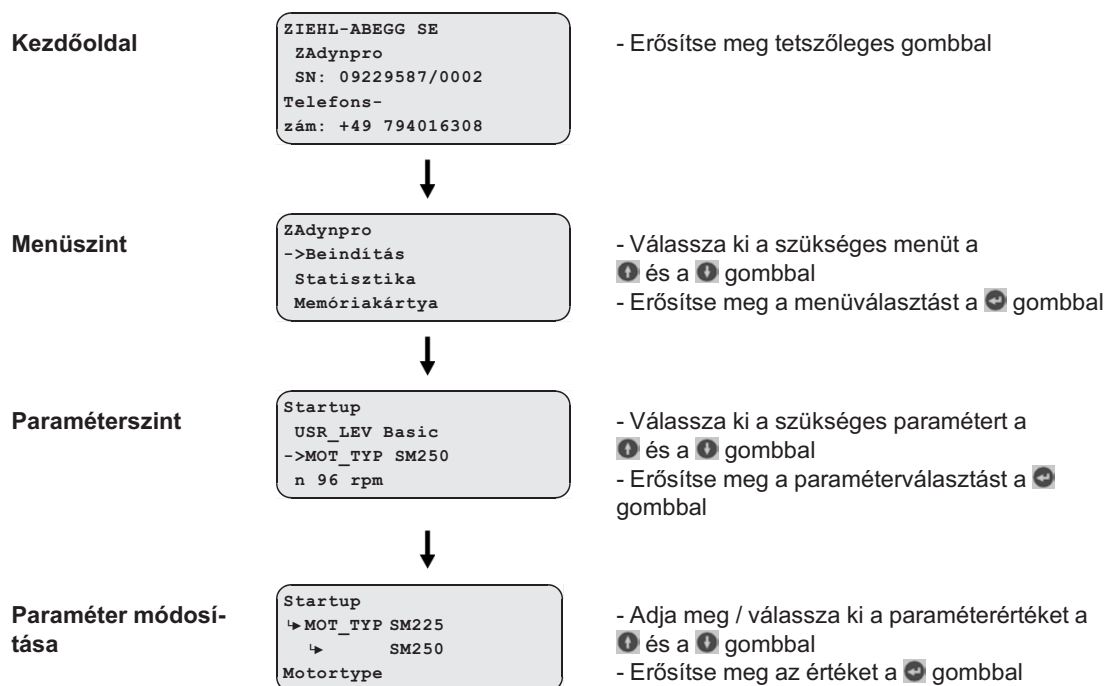 Kezdőoldal
ZIEHL-ABEGG SE
ZAdynpro
SN: 09229587/0002
Telefons-
zám: +49 794016308
- Erősítse meg tetszőleges gombbal
Menüszint
ZAdynpro
->Beindítás
Statisztika
Memóriakártya
- Válassza ki a szükséges menüt a
és a gombbal
- Erősítse meg a menüválasztást a gombbal
Paraméterszint
Startup
USR_LEV Basic
->MOT_TYP SM250
n 96 rpm
- Válassza ki a szükséges paramétert a
és a gombbal
- Erősítse meg a paraméterválasztást a
gombbal
Paraméter módosí-
tása
Startup
↳MOT_TYP SM225
↳ SM250
Motortype
- Adja meg / válassza ki a paraméterértéket a
és a gombbal
- Erősítse meg az értéket a gombbal